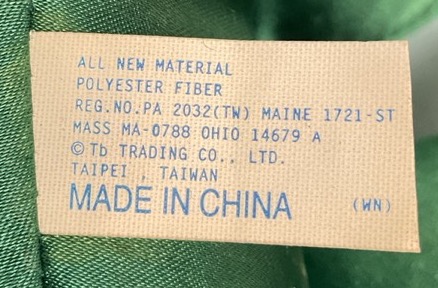 ALL NEW MATERIAL
POLYESTER FIBER
REG.NO.PA 2032(TW) MAINE 1721-ST
MASS MA-0788 OHIO 14679 A
© Tb TRADING CO., LTD.
TAIPEI , TAIWAN
MADE IN CHINA (WN)